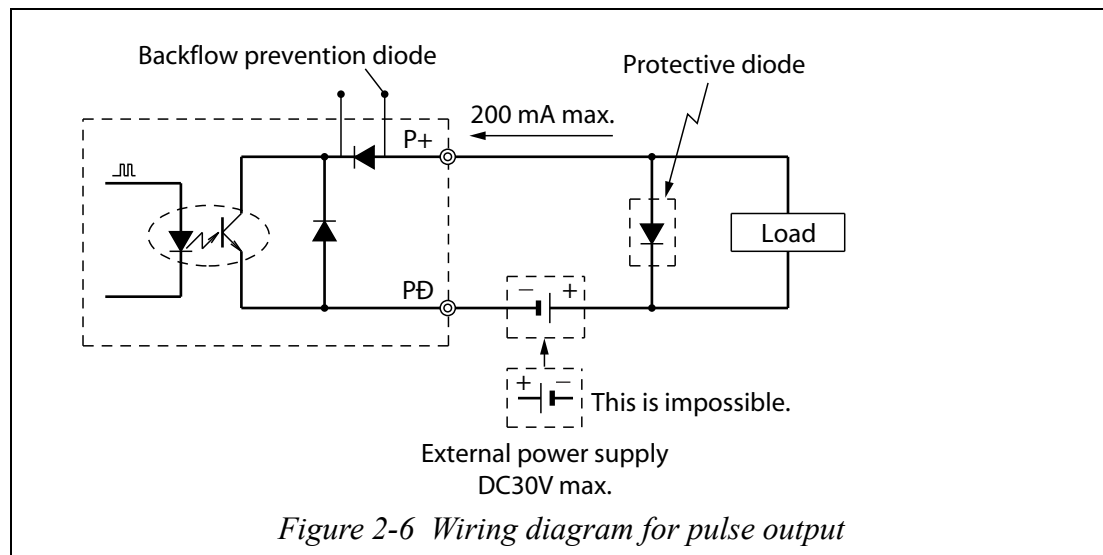 Backflow prevention diode
Protective diode
200 mA max.
P+
Load
PĐ
− +
+ −
This is impossible.
External power supply
DC30V max.
Figure 2-6 Wiring diagram for pulse output